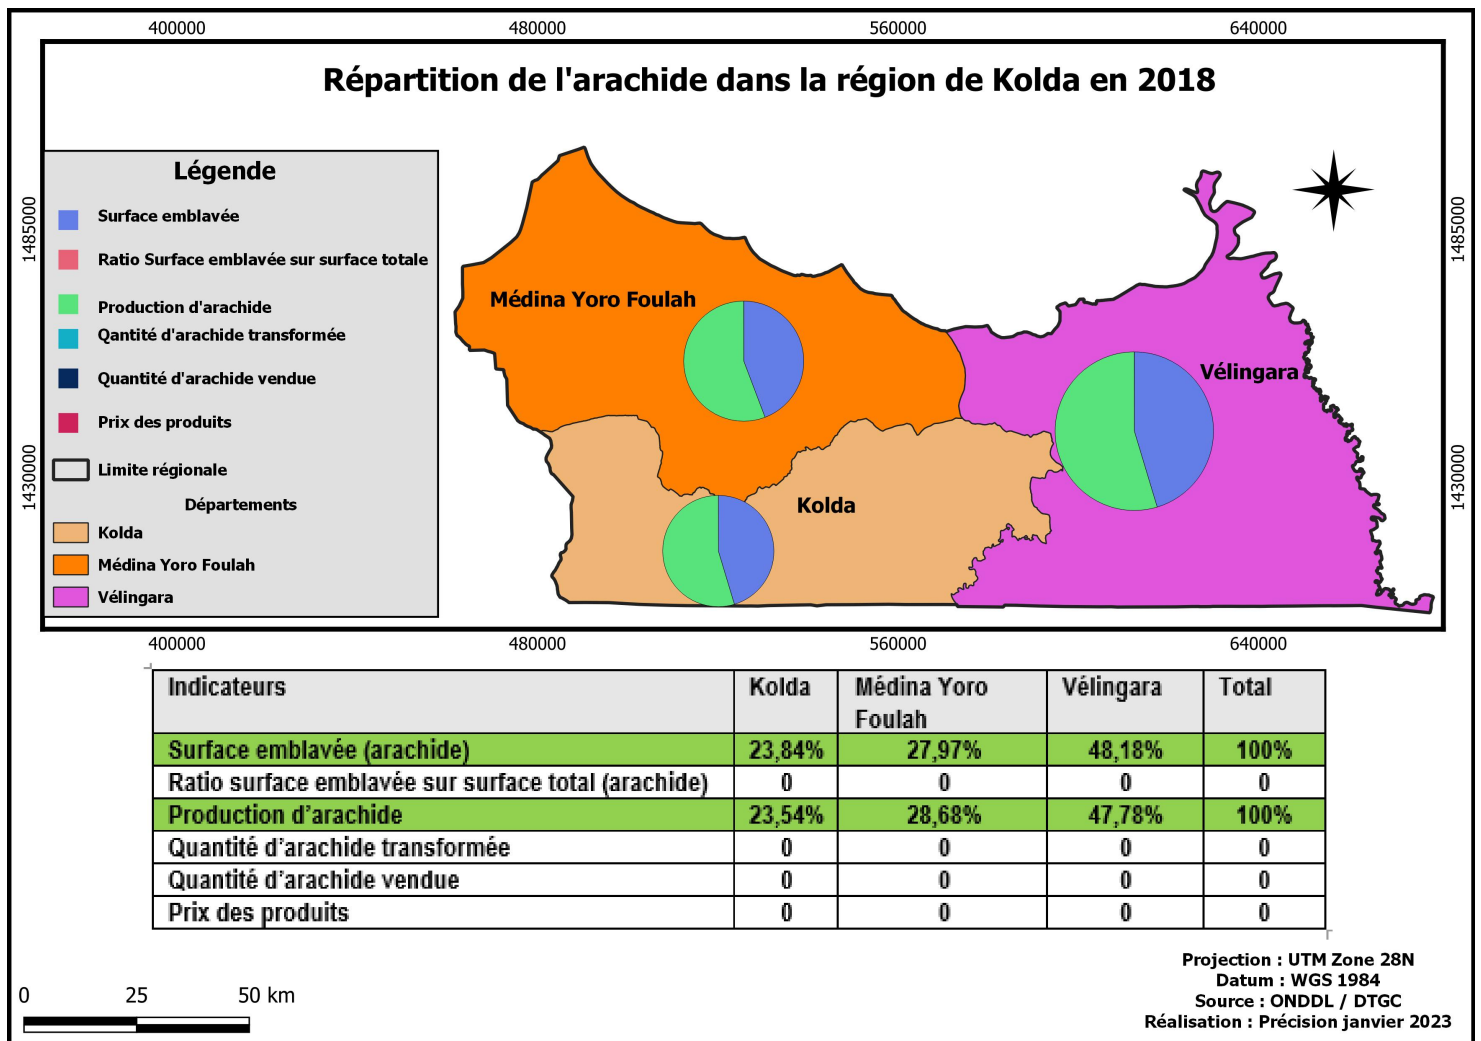 400000 480000 560000 640000
Répartition de l'arachide dans la région de Kolda en 2018
1485000
1430000
1485000
1430000
Légende
Surface emblavée
Ratio Surface emblavée sur surface totale
Production d'arachide
Qantité d'arachide transformée
Quantité d'arachide vendue
Prix des produits
Limite régionale
Départements
Kolda
Médina Yoro Foulah
Vélingara
Médina Yoro Foulah
Vélingara
Kolda
400000 480000 560000 640000
Indicateurs Kolda Médina Yoro Vélingara Total
Foulah
Surface emblavée (arachide) 23,84% 27,97% 48,18% 100%
Ratio surface emblavée sur surface total (arachide) 0 0 0 0
Production d’arachide 23,54% 28,68% 47,78% 100%
Quantité d’arachide transformée 0 0 0 0
Quantité d’arachide vendue 0 0 0 0
Prix des produits 0 0 0 0
0 25 50 km
Projection : UTM Zone 28N
Datum : WGS 1984
Source : ONDDL / DTGC
Réalisation : Précision janvier 2023